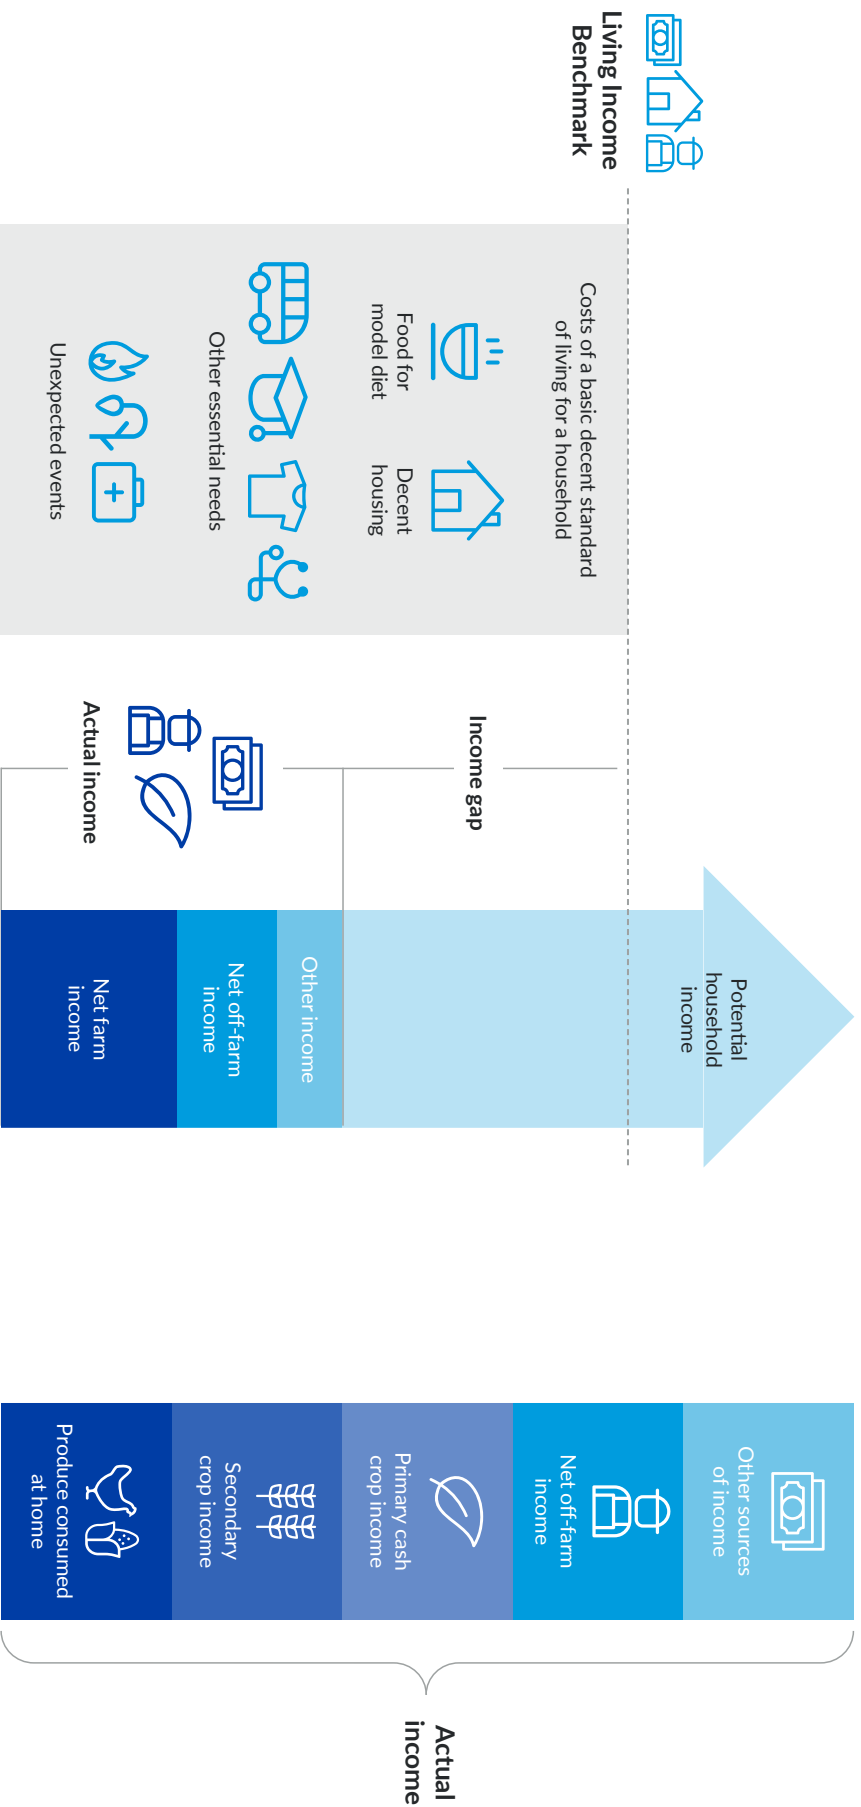 Living Income
Benchmark
Costs of a basic decent standard
of living for a household
Food for
model diet
Decent
housing
Other essential needs
Unexpected events
Income gap
Actual income
Potential
household
income
Other income
Net off-farm
income
Net farm
income
Other sources
of income
Net off-farm
income
Primary cash
crop income
Secondary
crop income
Produce consumed
at home
Actual
income